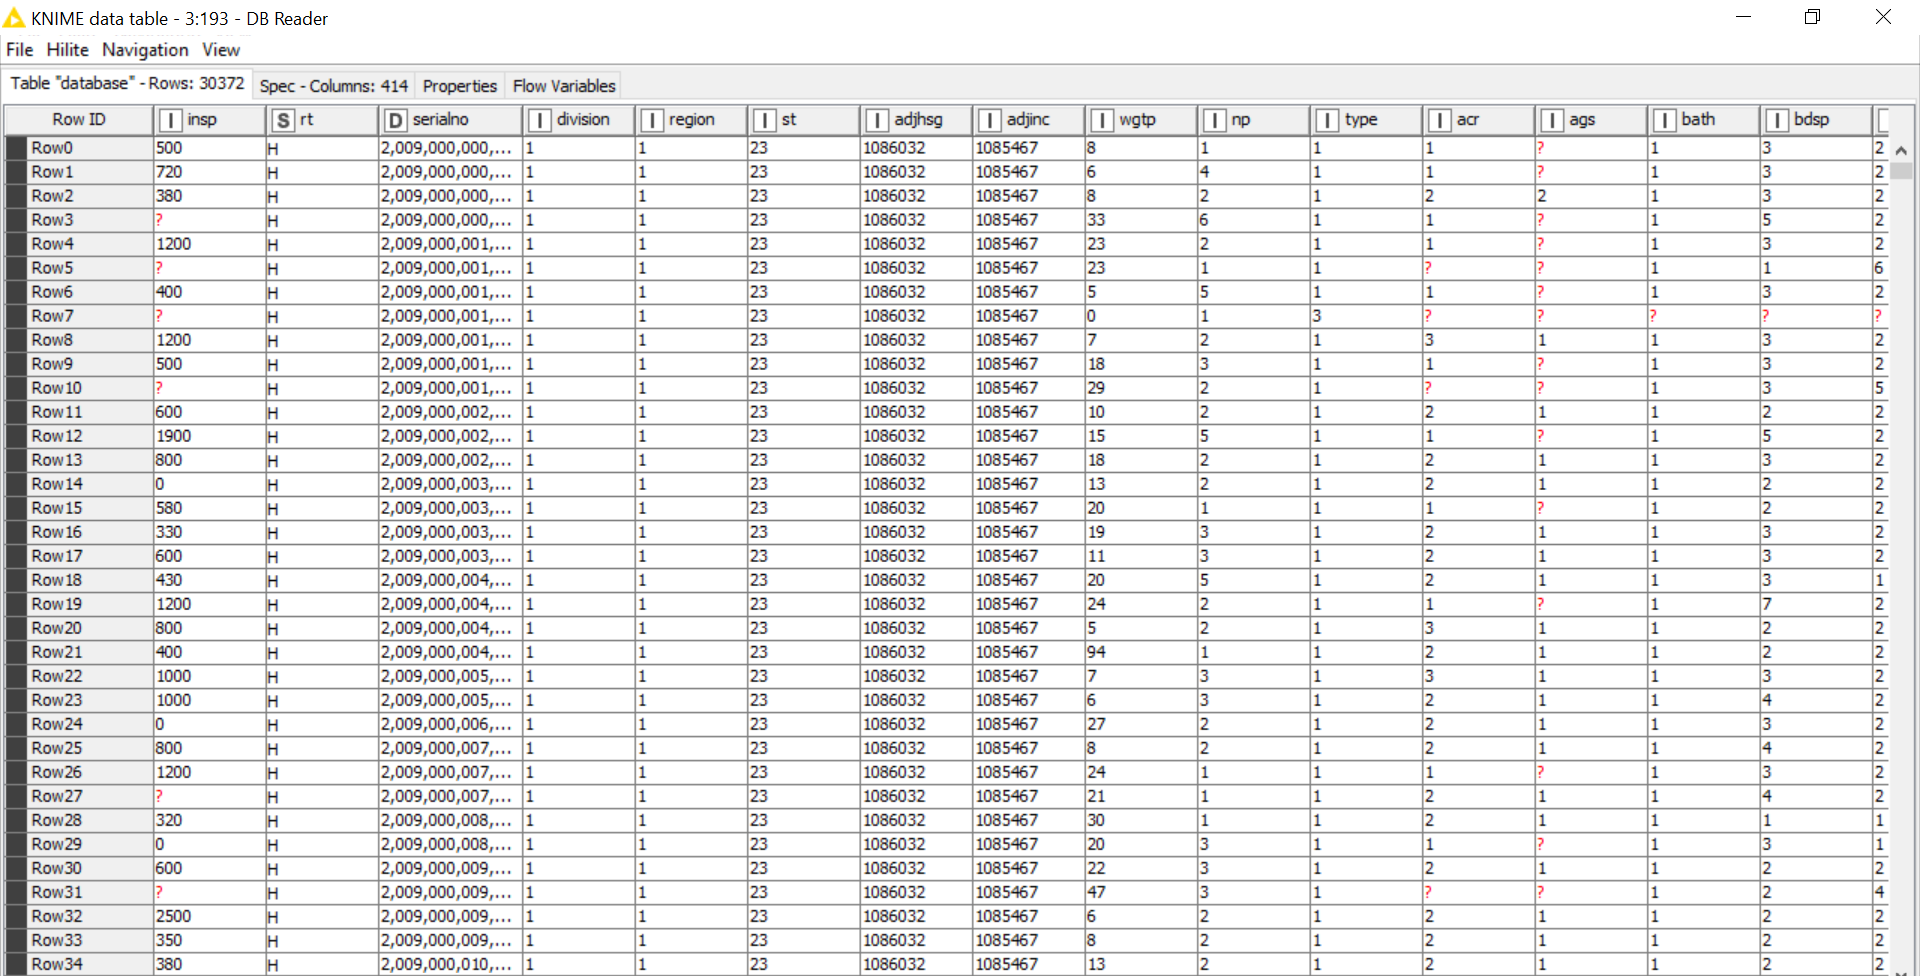 KNIME data table - 3:193 - DB Reader
File Hilite Navigation View
Table "database" - Rows: 30372 Spec - Columns: 414 Properties Flow Variables
Row ID I insp S rt D serialno I division I region I st I adjhsg I adjinc I wgtp I np I type I acr I ags I bath I bdsp
Row0 500 H 2,009,000,000,... 1 1 23 1086032 1085467 8 1 1 1 ? 1 3 2
Row1 720 H 2,009,000,000,... 1 1 23 1086032 1085467 6 4 1 1 ? 1 3 2
Row2 380 H 2,009,000,000,... 1 1 23 1086032 1085467 8 2 1 2 2 1 3 2
Row3 ? H 2,009,000,000,... 1 1 23 1086032 1085467 33 6 1 1 ? 1 5 2
Row4 1200 H 2,009,000,001,... 1 1 23 1086032 1085467 23 2 1 1 ? 1 3 2
Row5 ? H 2,009,000,001,... 1 1 23 1086032 1085467 23 1 1 ? ? 1 1 6
Row6 400 H 2,009,000,001,... 1 1 23 1086032 1085467 5 5 1 1 ? 1 3 2
Row7 ? H 2,009,000,001,... 1 1 23 1086032 1085467 0 1 3 ? ? ? ? ?
Row8 1200 H 2,009,000,001,... 1 1 23 1086032 1085467 7 2 1 3 1 1 3 2
Row9 500 H 2,009,000,001,... 1 1 23 1086032 1085467 18 3 1 1 ? 1 3 2
Row10 ? H 2,009,000,001,... 1 1 23 1086032 1085467 29 2 1 ? ? 1 3 5
Row11 600 H 2,009,000,002,... 1 1 23 1086032 1085467 10 2 1 2 1 1 2 2
Row12 1900 H 2,009,000,002,... 1 1 23 1086032 1085467 15 5 1 1 ? 1 5 2
Row13 800 H 2,009,000,002,... 1 1 23 1086032 1085467 18 2 1 2 1 1 3 2
Row14 0 H 2,009,000,003,... 1 1 23 1086032 1085467 13 2 1 2 1 1 2 2
Row15 580 H 2,009,000,003,... 1 1 23 1086032 1085467 20 1 1 1 ? 1 2 2
Row16 330 H 2,009,000,003,... 1 1 23 1086032 1085467 19 3 1 2 1 1 3 2
Row17 600 H 2,009,000,003,... 1 1 23 1086032 1085467 11 3 1 2 1 1 3 2
Row18 430 H 2,009,000,004,... 1 1 23 1086032 1085467 20 5 1 2 1 1 3 1
Row19 1200 H 2,009,000,004,... 1 1 23 1086032 1085467 24 2 1 1 ? 1 7 2
Row20 800 H 2,009,000,004,... 1 1 23 1086032 1085467 5 2 1 3 1 1 2 2
Row21 400 H 2,009,000,004,... 1 1 23 1086032 1085467 94 1 1 2 1 1 2 2
Row22 1000 H 2,009,000,005,... 1 1 23 1086032 1085467 7 3 1 3 1 1 3 2
Row23 1000 H 2,009,000,005,... 1 1 23 1086032 1085467 6 3 1 2 1 1 4 2
Row24 0 H 2,009,000,006,... 1 1 23 1086032 1085467 27 2 1 2 1 1 3 2
Row25 800 H 2,009,000,007,... 1 1 23 1086032 1085467 8 2 1 2 1 1 4 2
Row26 1200 H 2,009,000,007,... 1 1 23 1086032 1085467 24 1 1 1 ? 1 3 2
Row27 ? H 2,009,000,007,... 1 1 23 1086032 1085467 21 1 1 2 1 1 4 2
Row28 320 H 2,009,000,008,... 1 1 23 1086032 1085467 30 1 1 2 1 1 1 1
Row29 0 H 2,009,000,008,... 1 1 23 1086032 1085467 20 3 1 1 ? 1 3 1
Row30 600 H 2,009,000,009,... 1 1 23 1086032 1085467 22 3 1 2 1 1 2 2
Row31 ? H 2,009,000,009,... 1 1 23 1086032 1085467 47 3 1 ? ? 1 2 4
Row32 2500 H 2,009,000,009,... 1 1 23 1086032 1085467 6 2 1 2 1 1 2 2
Row33 350 H 2,009,000,009,... 1 1 23 1086032 1085467 8 2 1 2 1 1 2 2
Row34 380 H 2,009,000,010,... 1 1 23 1086032 1085467 13 2 1 2 1 1 2 2